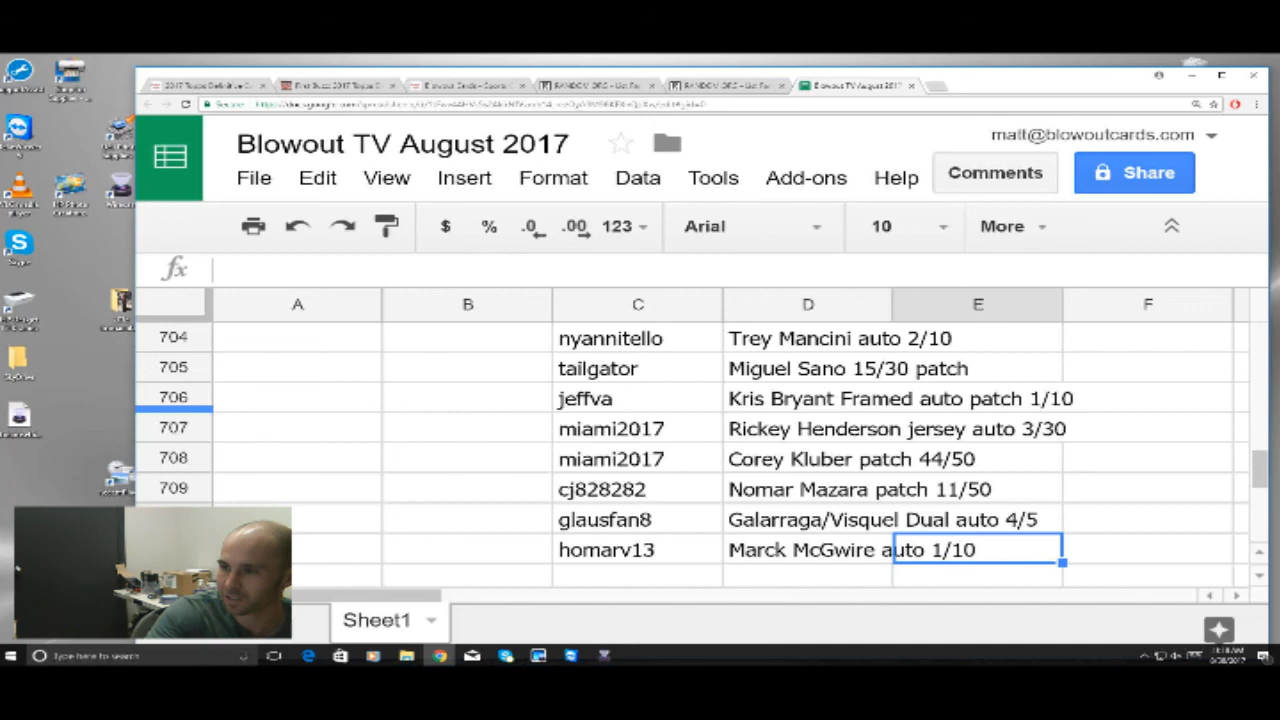 Blowout TV August 2017
matt@blowoutcards.com
File Edit View Insert Format Data Tools Add-ons Help
Comments
Share
$ % .0 .00 123 Arial 10 More
fx
A B C D E F
704 nyannitello Trey Mancini auto 2/10
705 tailgator Miguel Sano 15/30 patch
706 jeffva Kris Bryant Framed auto patch 1/10
707 miami2017 Rickey Henderson jersey auto 3/30
708 miami2017 Corey Kluber patch 44/50
709 cj828282 Nomar Mazara patch 11/50
glausfan8 Galarraga/Visquel Dual auto 4/5
homarv13 Marck McGwire auto 1/10
Sheet1
Type here to search